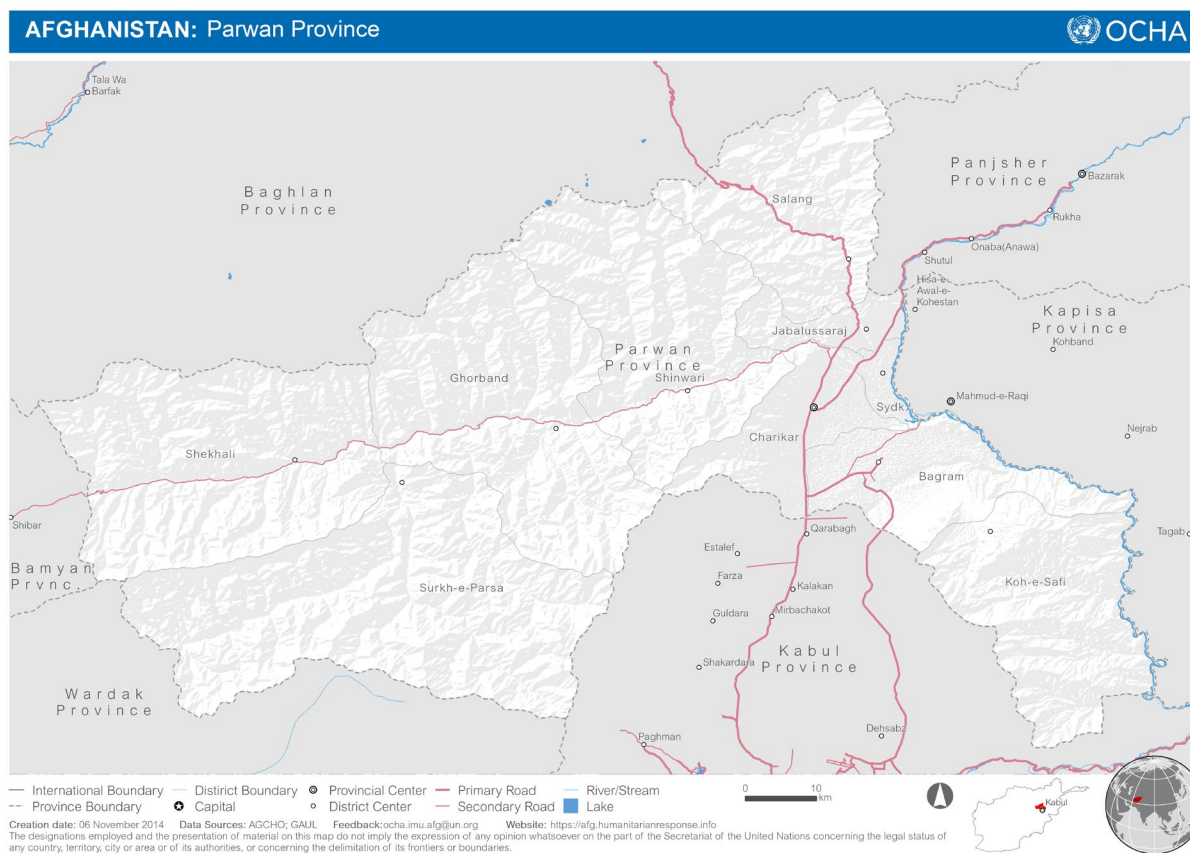 AFGHANISTAN: Parwan Province
OCHA
Tala Wa
Barfak
Baghlan
Province
Salang
Panjsher
Province
Bazarak
Rukha
Onaba(Anawa)
Shutul
Hisa-e-
Awal-e-
Kohestan
Kapisa
Province
Kohband
Jabalussaraj
Parwan
Province
Shinwari
Ghorband
Mahmud-e-Raqi
Sydk.
Charikar
Nejrab
Shekhali
Bagram
Shibar
Qarabagh
Tagab
Estalef
Bamyan
Prvnc.
Farza
Kalakan
Surkh-e-Parsa
Koh-e-Safi
Guldara
Mirbachakot
Kabul
Province
Shakardara
Wardak
Province
Paghman
Dehsabz
International Boundary
District Boundary
Provincial Center
Primary Road
River/Stream
Province Boundary
Capital
District Center
Secondary Road
Lake
0 10
km
Kabul
Creation date: 06 November 2014 Data Sources: AGCHO; GAUL Feedback:ocha.imu.afg@un.org Website: https://afg.humanitarianresponse.info
The designations employed and the presentation of material on this map do not imply the expression of any opinion whatsoever on the part of the Secretariat of the United Nations concerning the legal status of
any country, territory, city or area or of its authorities, or concerning the delimitation of its frontiers or boundaries.